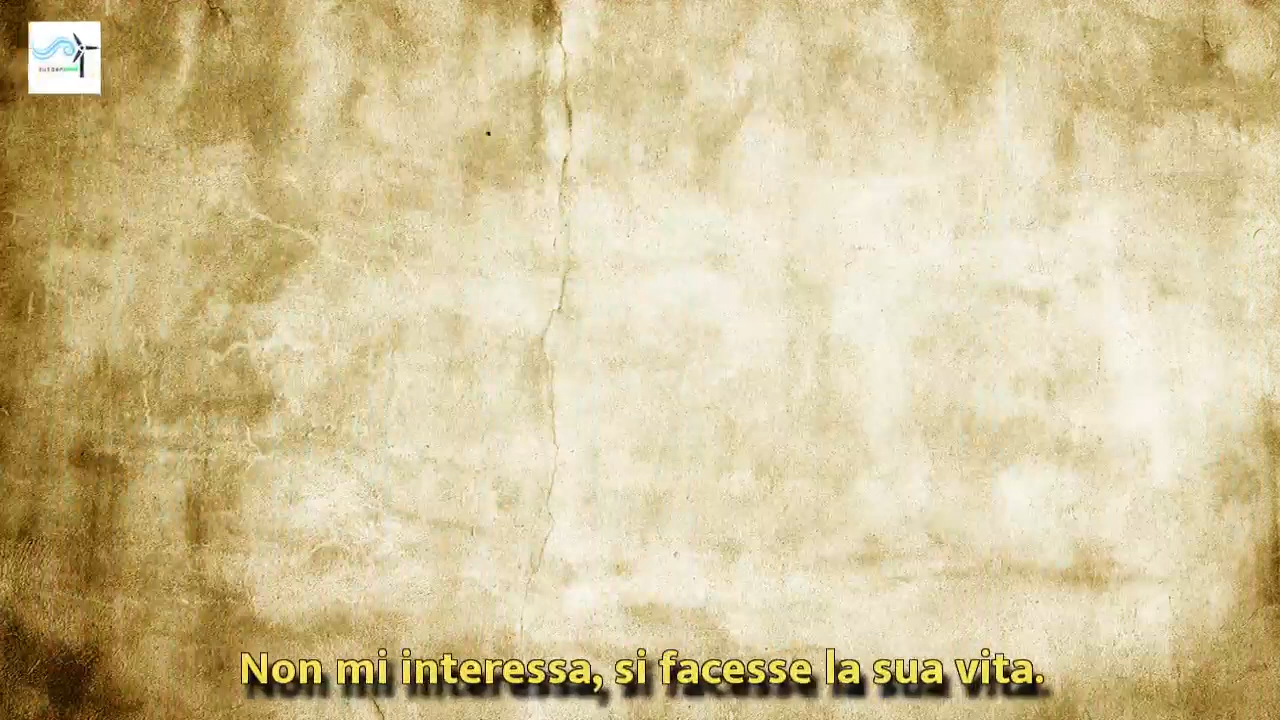 Non mi interessa, si facesse la sua vita.